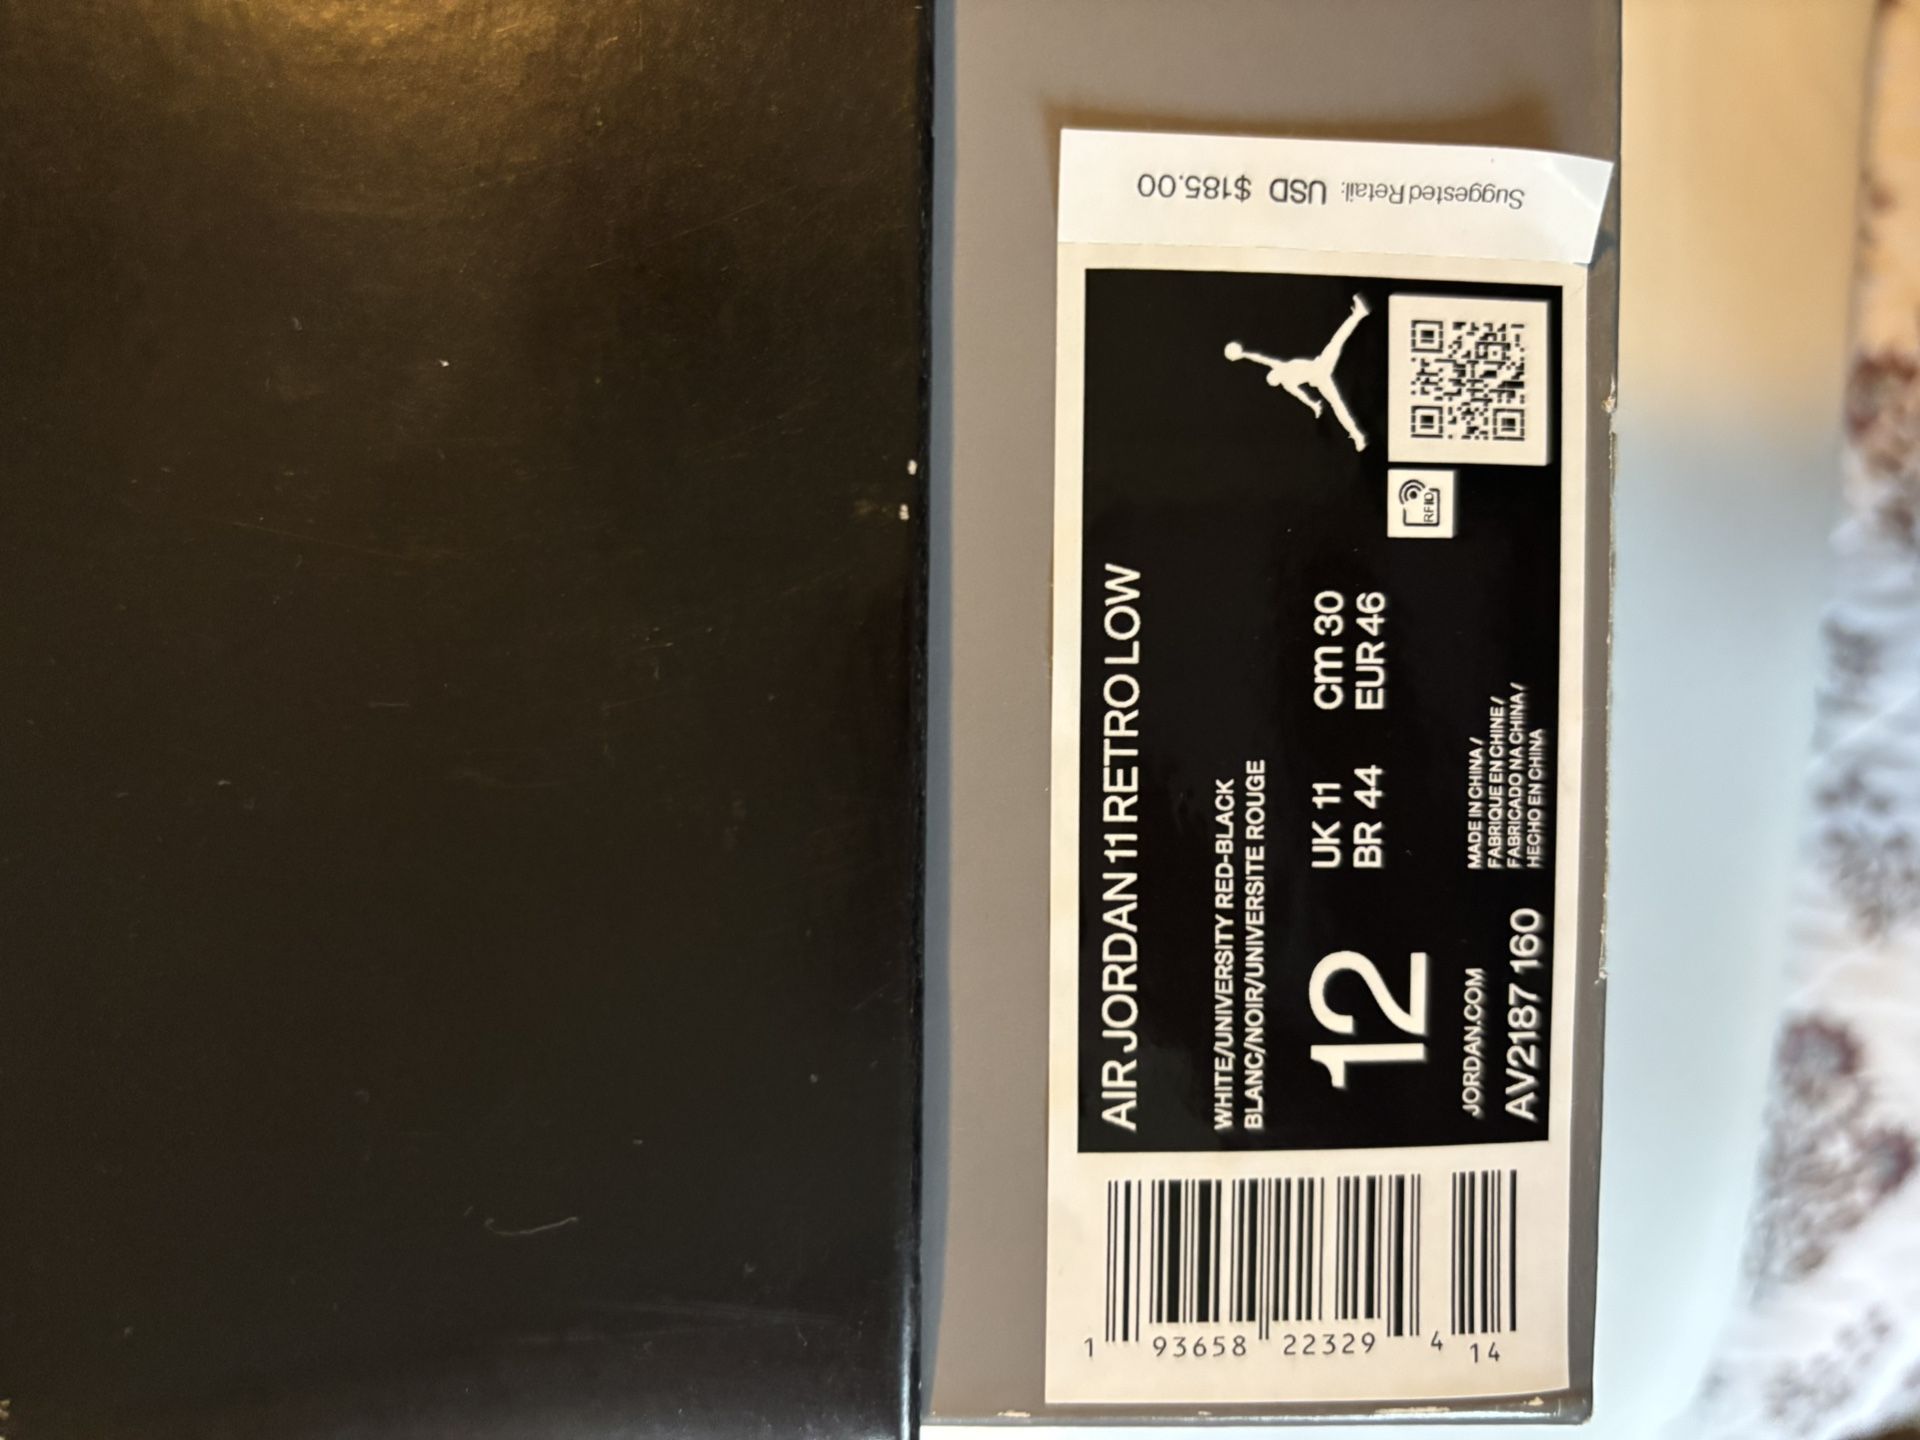 Suggested Retail: USD $185.00
AIR JORDAN 11 RETRO LOW
WHITE/UNIVERSITY RED-BLACK
BLANC/NOIR/UNIVERSITE ROUGE
12
UK 11 cm 30
BR 44 EUR 46
RFID
JORDAN.COM
AV2187 160
MADE IN CHINA /
FABRIQUE EN CHINE /
FABRICADO NA CHINA /
HECHO EN CHINA
1 93658 22329 4 14